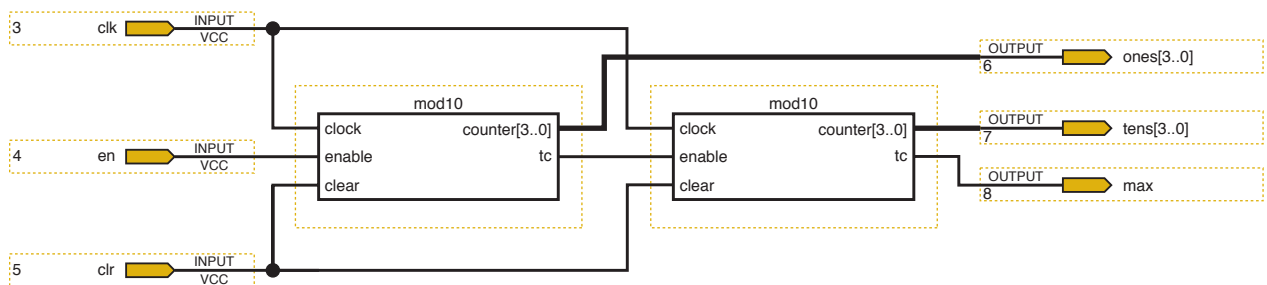 3 clk INPUT VCC
4 en INPUT VCC
5 clr INPUT VCC
mod10
clock counter[3..0]
enable tc
clear
mod10
clock counter[3..0]
enable tc
clear
OUTPUT 6 ones[3..0]
OUTPUT 7 tens[3..0]
OUTPUT 8 max